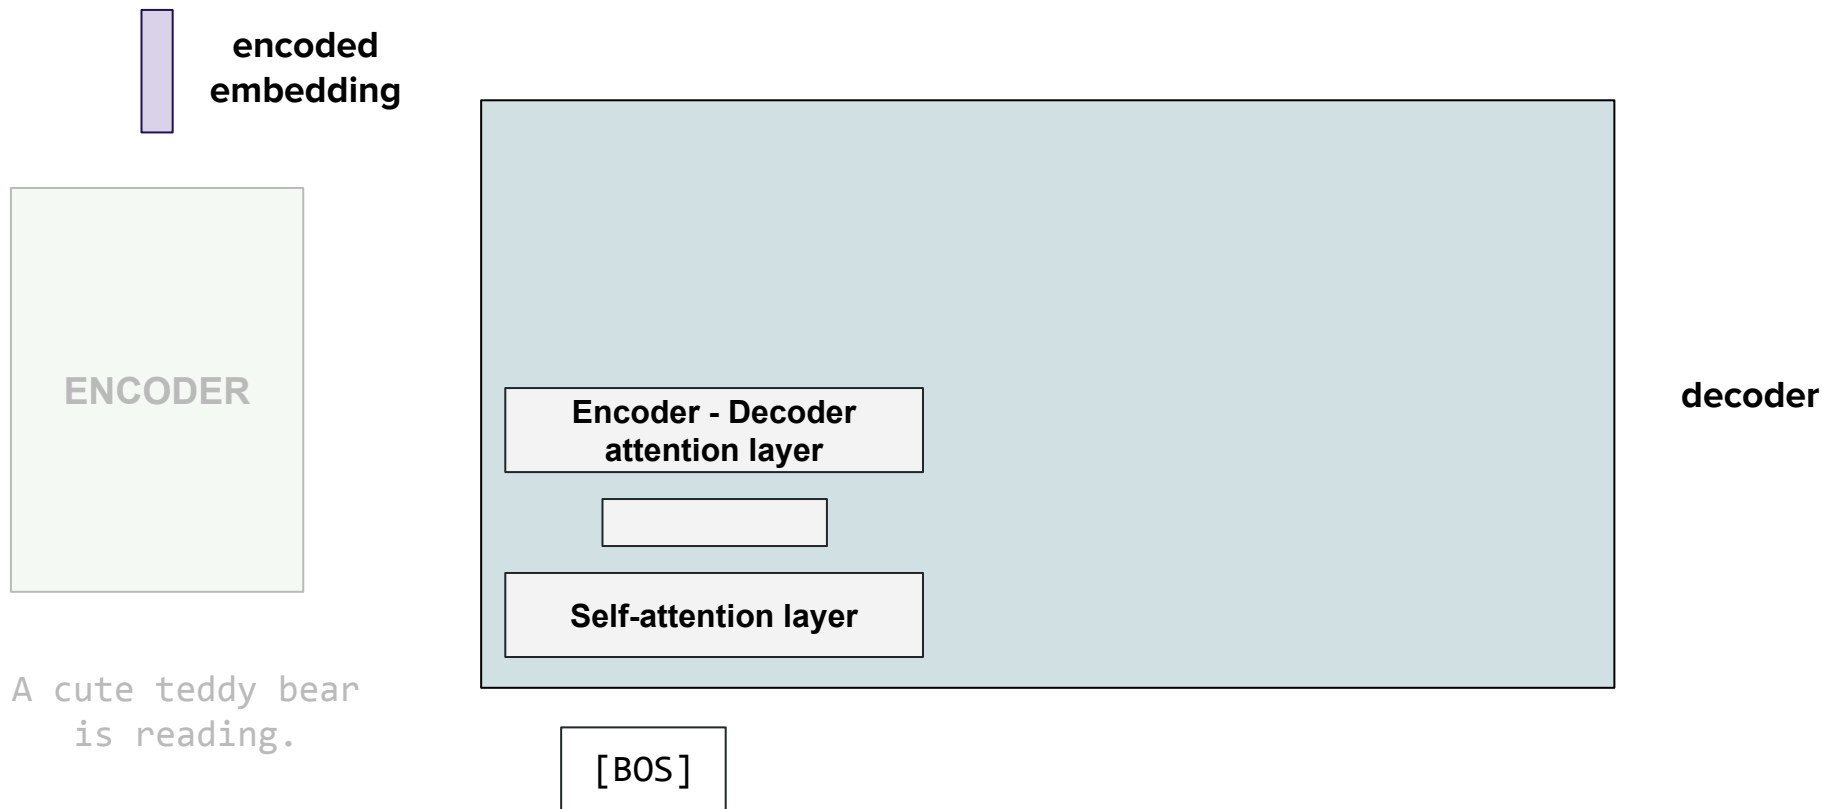 encoded
embedding
ENCODER
A cute teddy bear
is reading.
Encoder - Decoder
attention layer
Self-attention layer
[BOS]
decoder